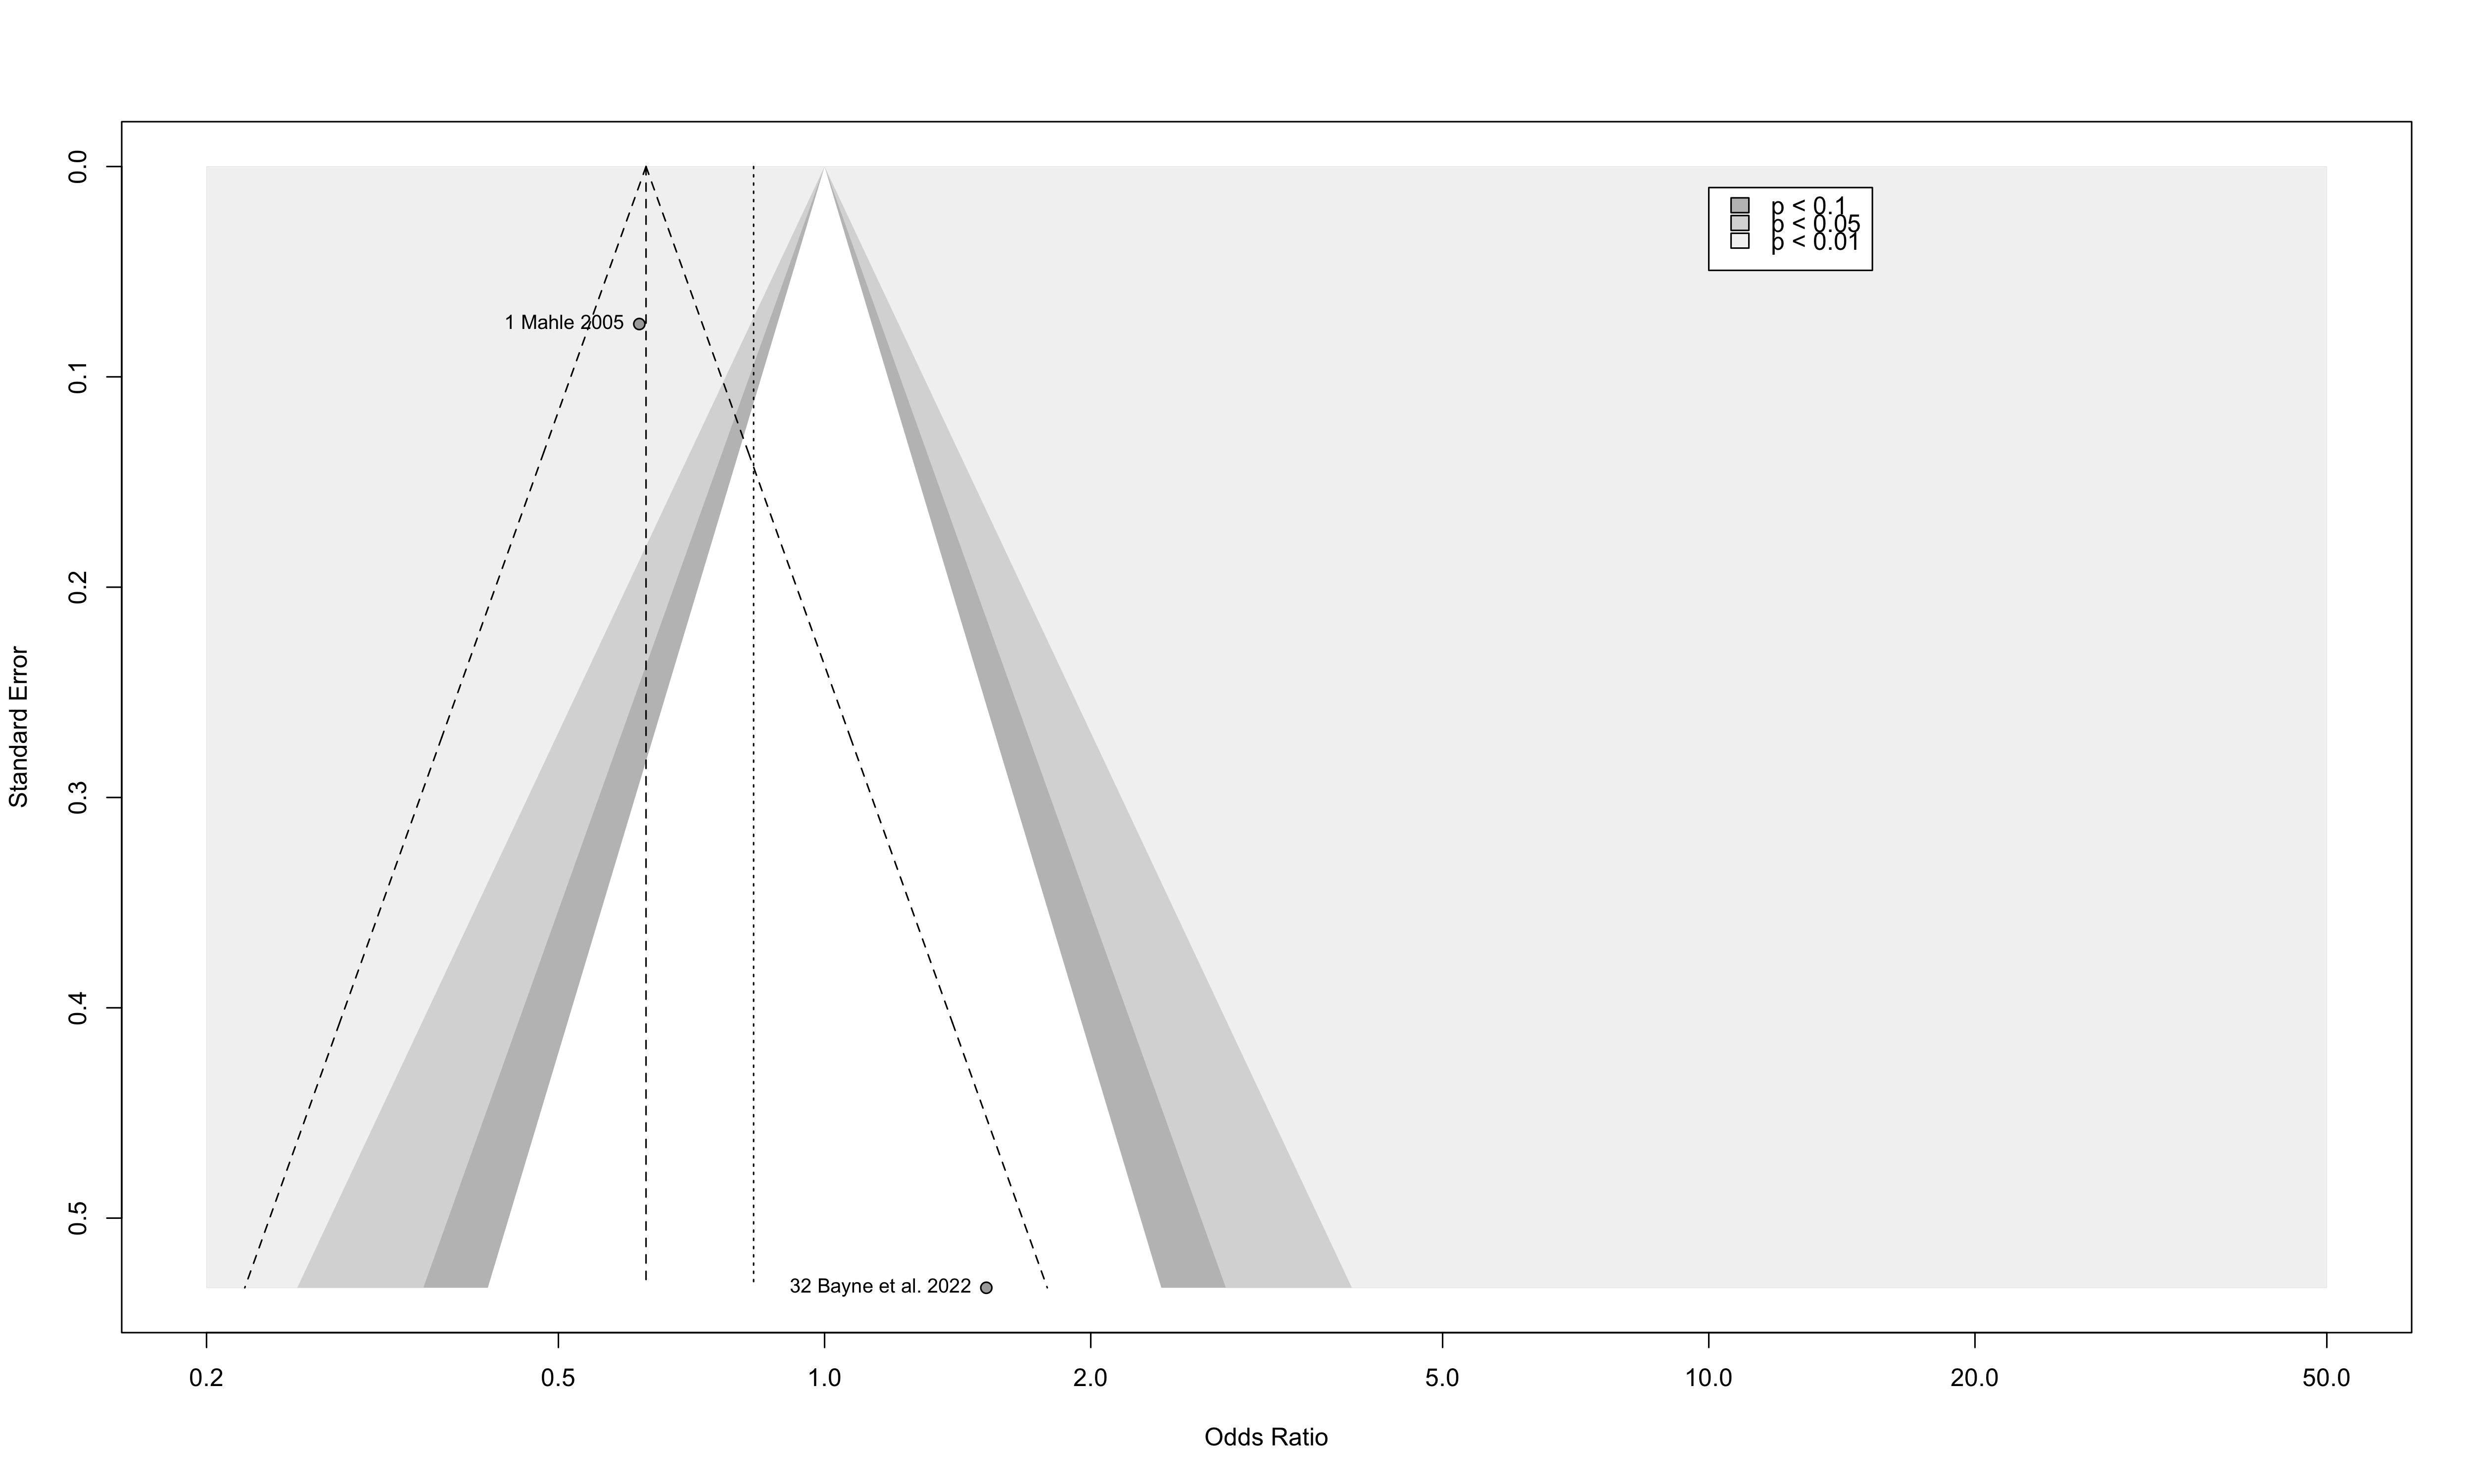 0.0
0.1
0.2
0.3
0.4
0.5
Standard Error
p < 0.1
p < 0.05
p < 0.01
1 Mahle 2005
32 Bayne et al. 2022
0.2 0.5 1.0 2.0 5.0 10.0 20.0 50.0
Odds Ratio